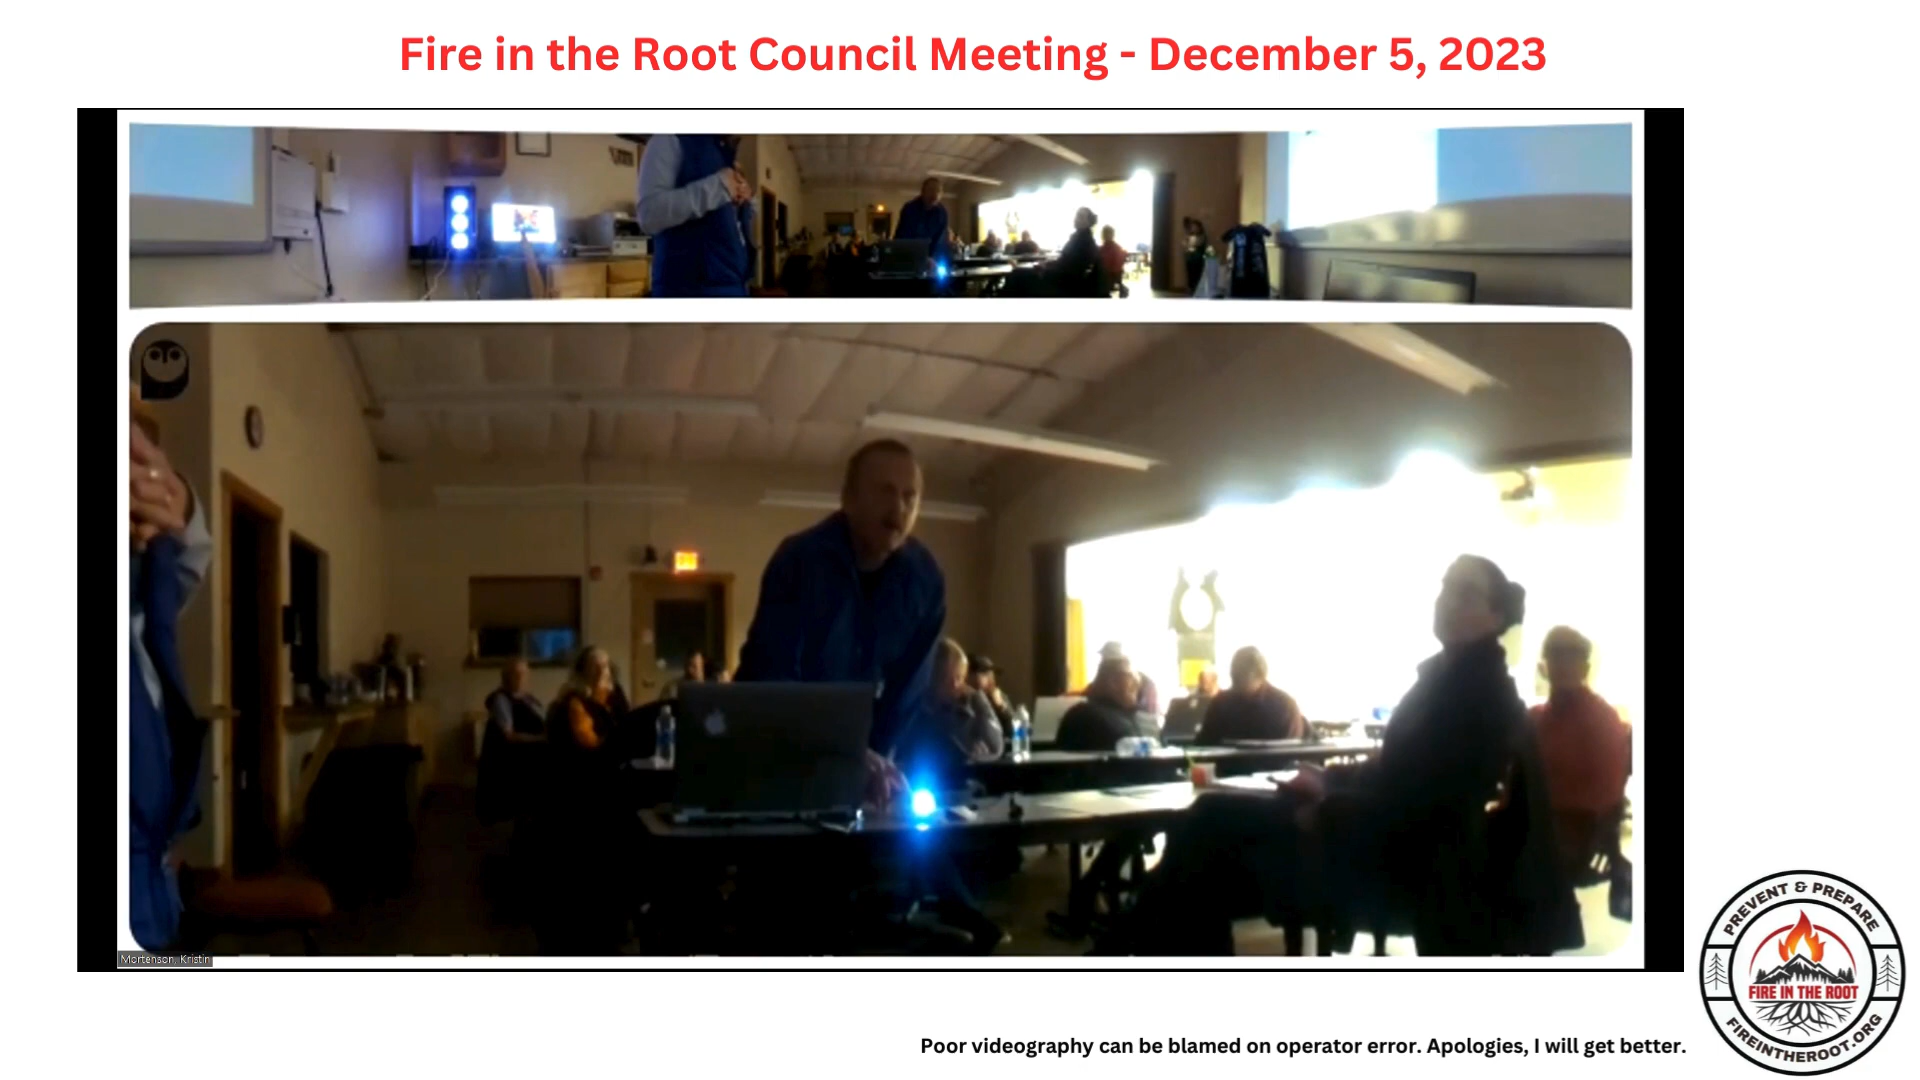 Fire in the Root Council Meeting - December 5, 2023
Mortenson, Kristin
PREVENT & PREPARE
FIRE IN THE ROOT
FIREINTHEROOT.ORG
Poor videography can be blamed on operator error. Apologies, I will get better.